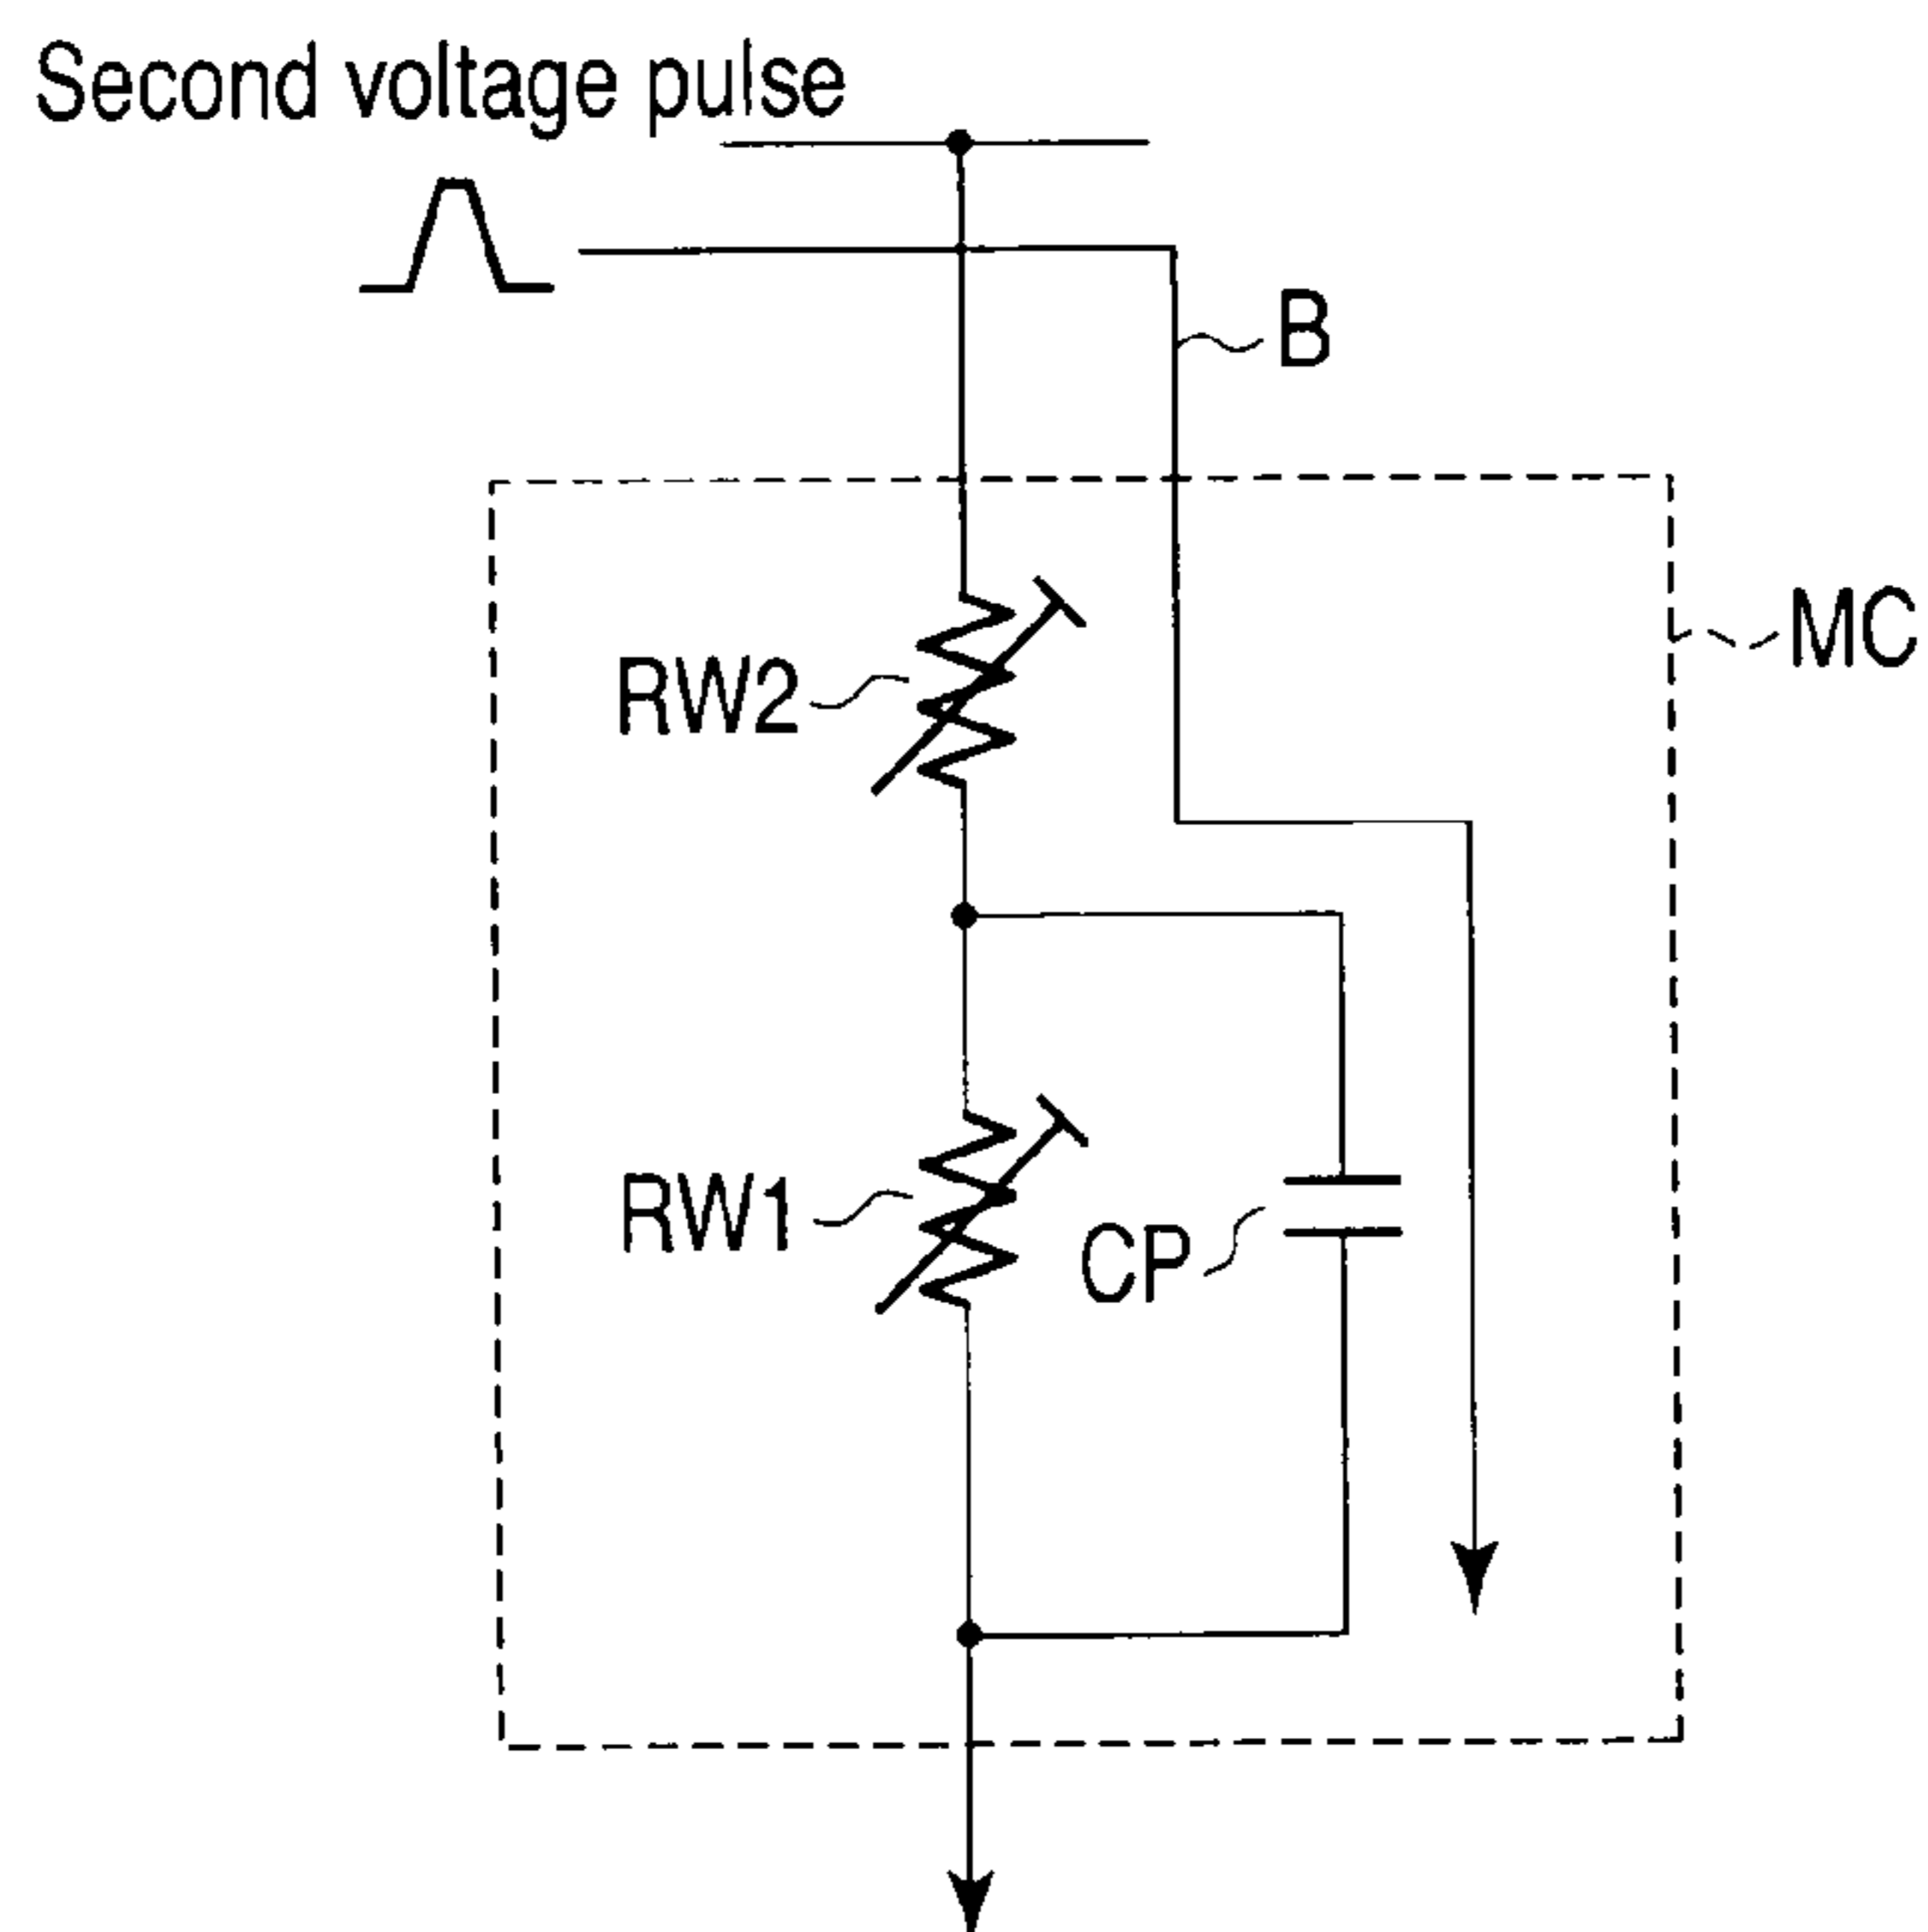 Second voltage pulse
B
MC
RW2
RW1
CP